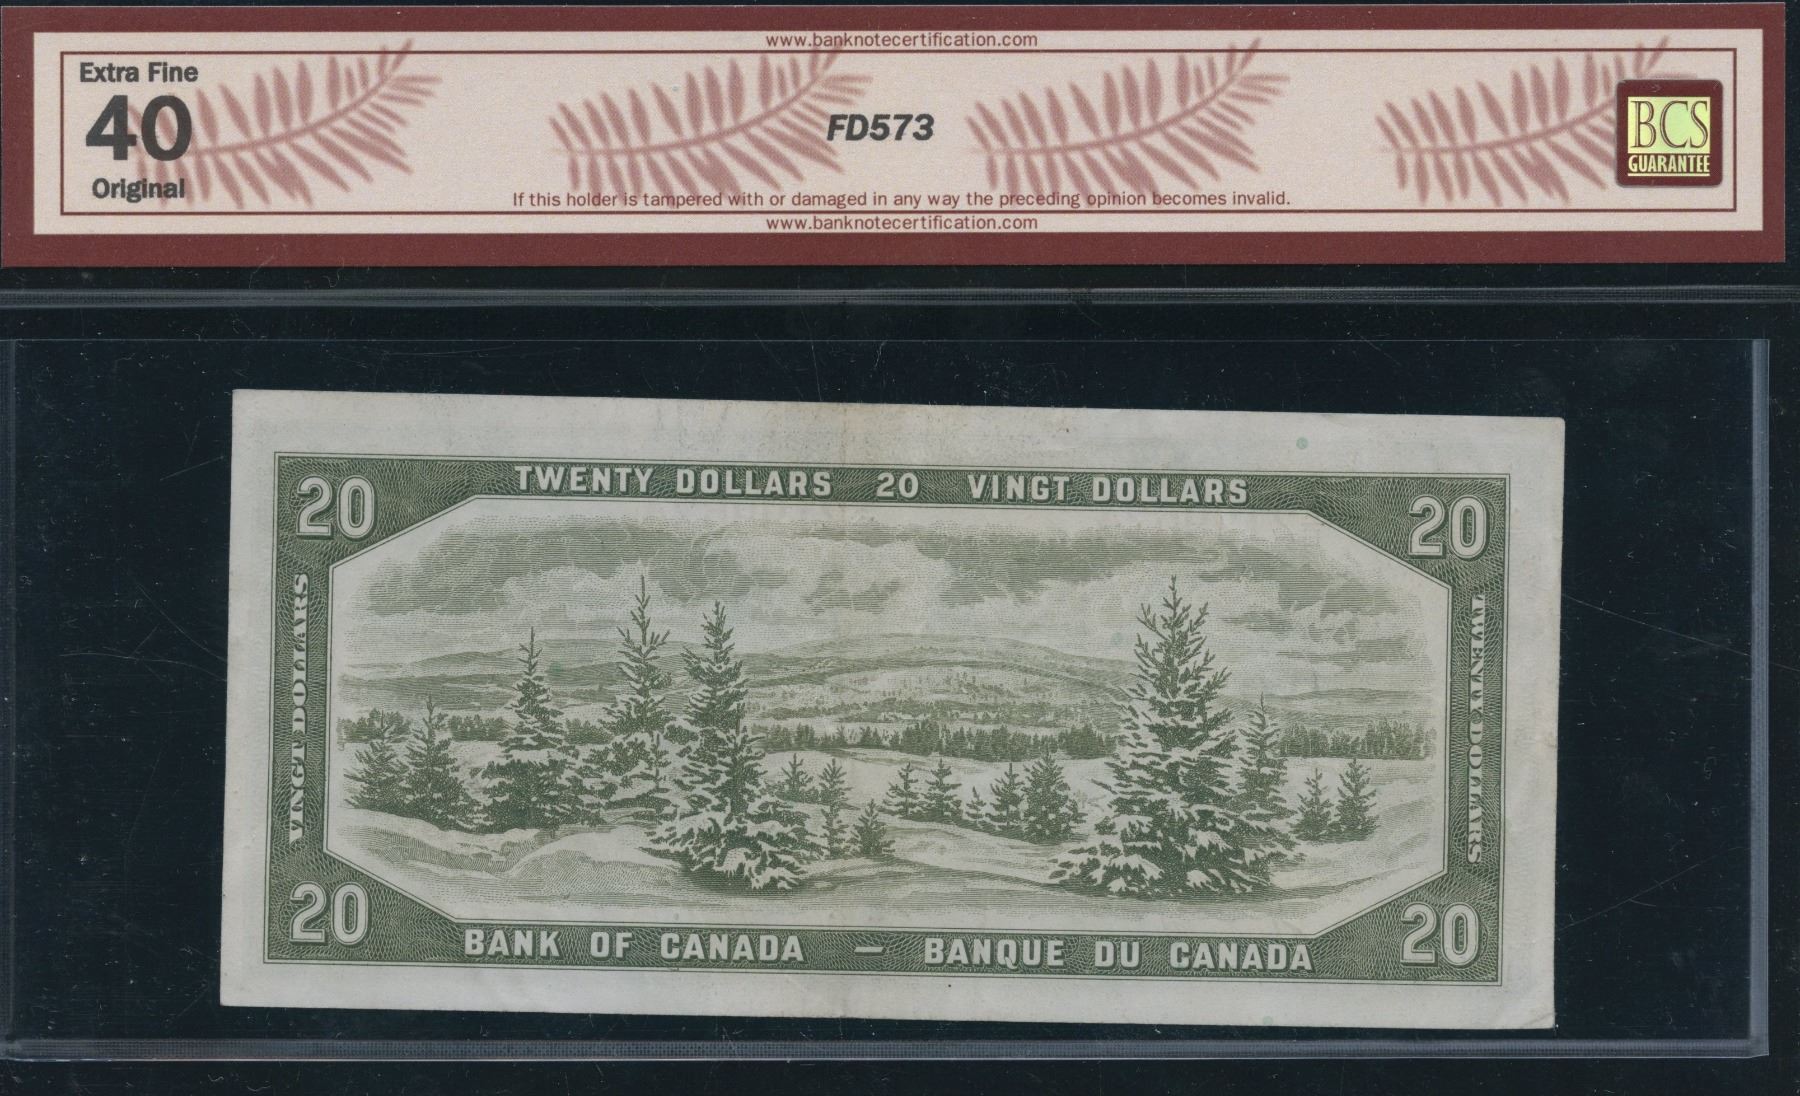 www.banknotecertification.com
Extra Fine
40
Original
FD573
BCS
GUARANTEE
If this holder is tampered with or damaged in any way the preceding opinion becomes invalid.
www.banknotecertification.com
20 TWENTY DOLLARS 20 VINGT DOLLARS 20
VINGT DOLLARS
TWENTY DOLLARS
20 BANK OF CANADA — BANQUE DU CANADA 20